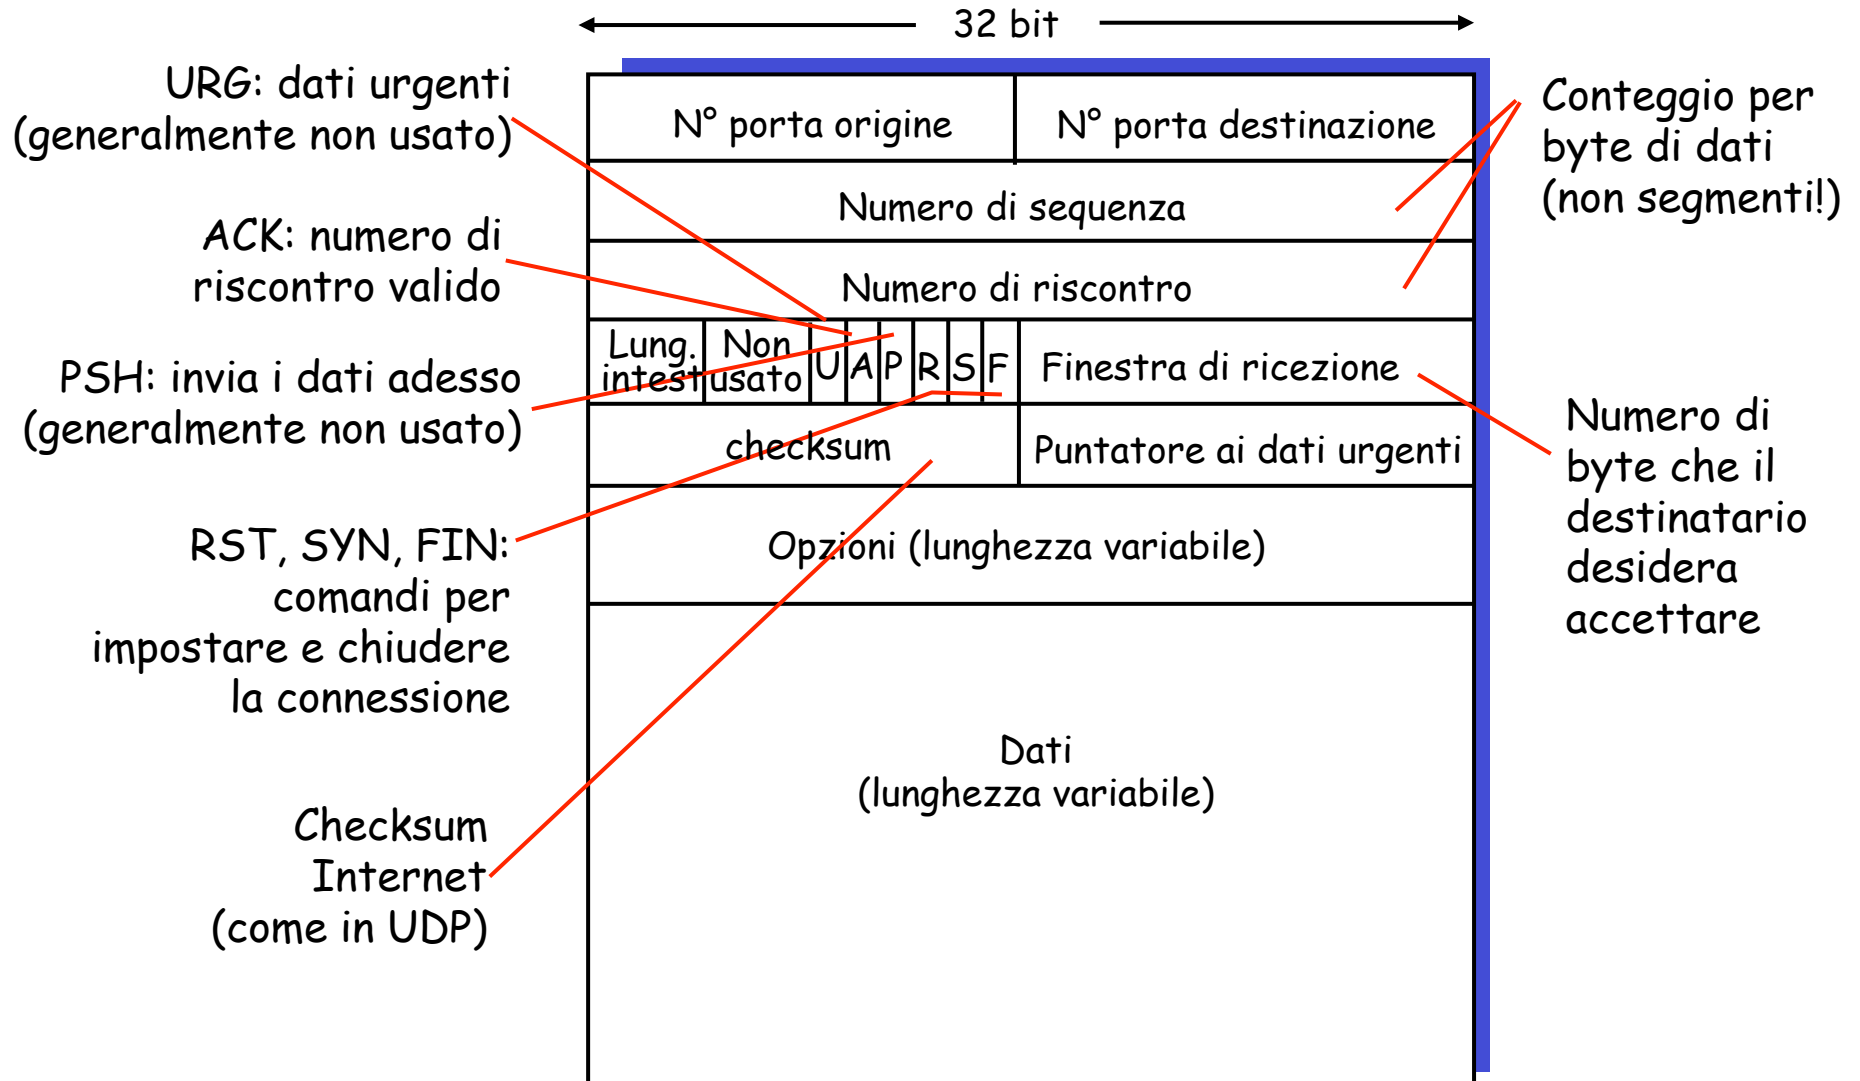 32 bit
URG: dati urgenti
(generalmente non usato)
ACK: numero di
riscontro valido
PSH: invia i dati adesso
(generalmente non usato)
RST, SYN, FIN:
comandi per
impostare e chiudere
la connessione
Checksum
Internet
(come in UDP)
N° porta origine
N° porta destinazione
Numero di sequenza
Numero di riscontro
Lung.
intest
Non
usato
U A P R S F
Finestra di ricezione
checksum
Puntatore ai dati urgenti
Opzioni (lunghezza variabile)
Dati
(lunghezza variabile)
Conteggio per
byte di dati
(non segmenti!)
Numero di
byte che il
destinatario
desidera
accettare